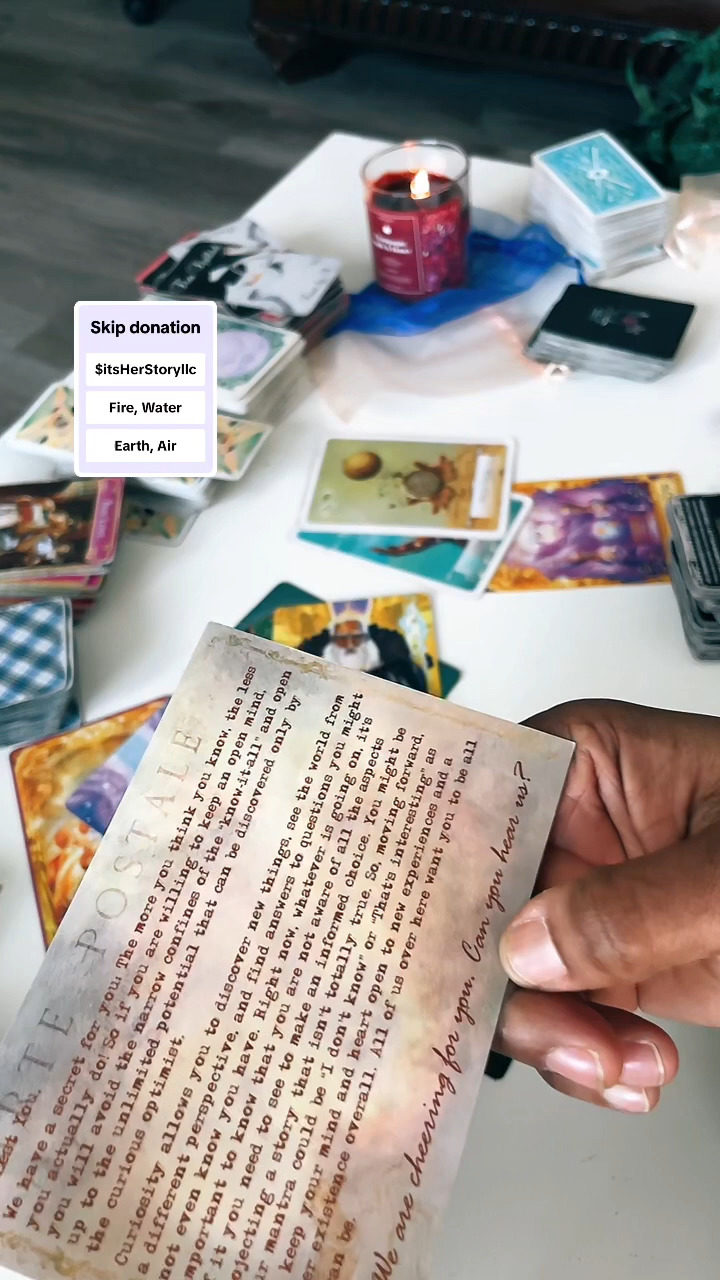 Skip donation
$itsHerStoryllc
Fire, Water
Earth, Air
TE POSTALE
You,
We have a secret for you: The more you think you know, the less
you actually do! So if you are willing to keep an open mind,
you will avoid the narrow confines of the "know-it-all" and open
up to the unlimited potential that can be discovered only by
the curious optimist.
Curiosity allows you to discover new things, see the world from
a different perspective, and find answers to questions you might
not even know you have. Right now, whatever is going on, it's
mportant to know that you are not aware of all the aspects
f it you need to see to make an informed choice. You might be
ojecting a story that isn't totally true. So, moving forward,
ur mantra could be "I don't know" or "That's interesting" as
keep your mind and heart open to new experiences and a
er existence overall. All of us over here want you to be all
an be.
We are cheering for you. Can you hear us?